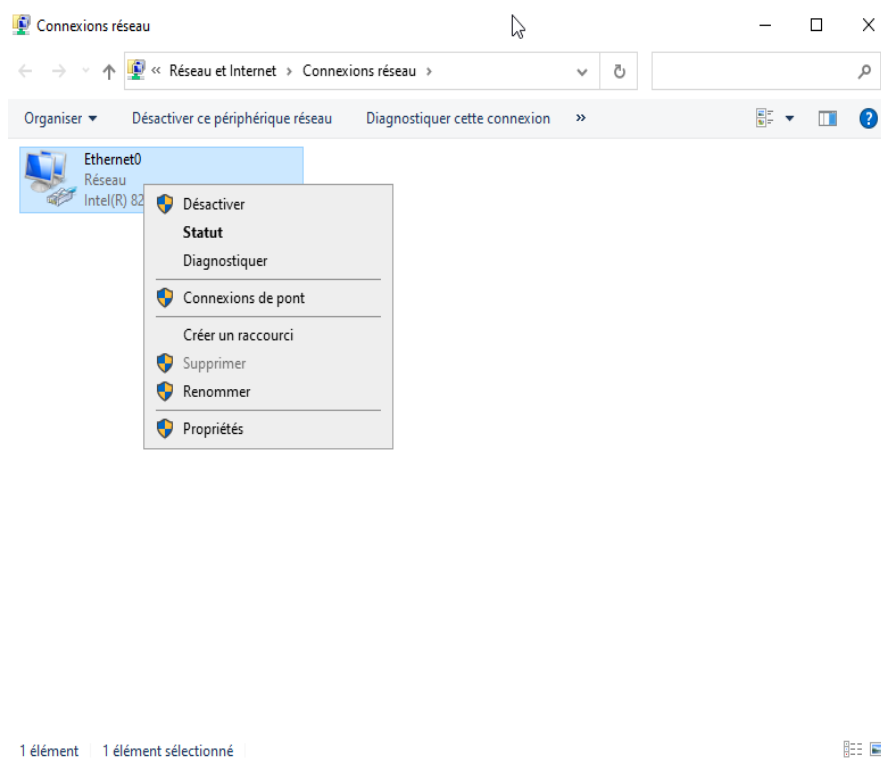 Connexions réseau
« Réseau et Internet > Connexions réseau >
Organiser Désactiver ce périphérique réseau Diagnostiquer cette connexion »
Ethernet0
Réseau
Intel(R) 82
Désactiver
Statut
Diagnostiquer
Connexions de pont
Créer un raccourci
Supprimer
Renommer
Propriétés
1 élément 1 élément sélectionné